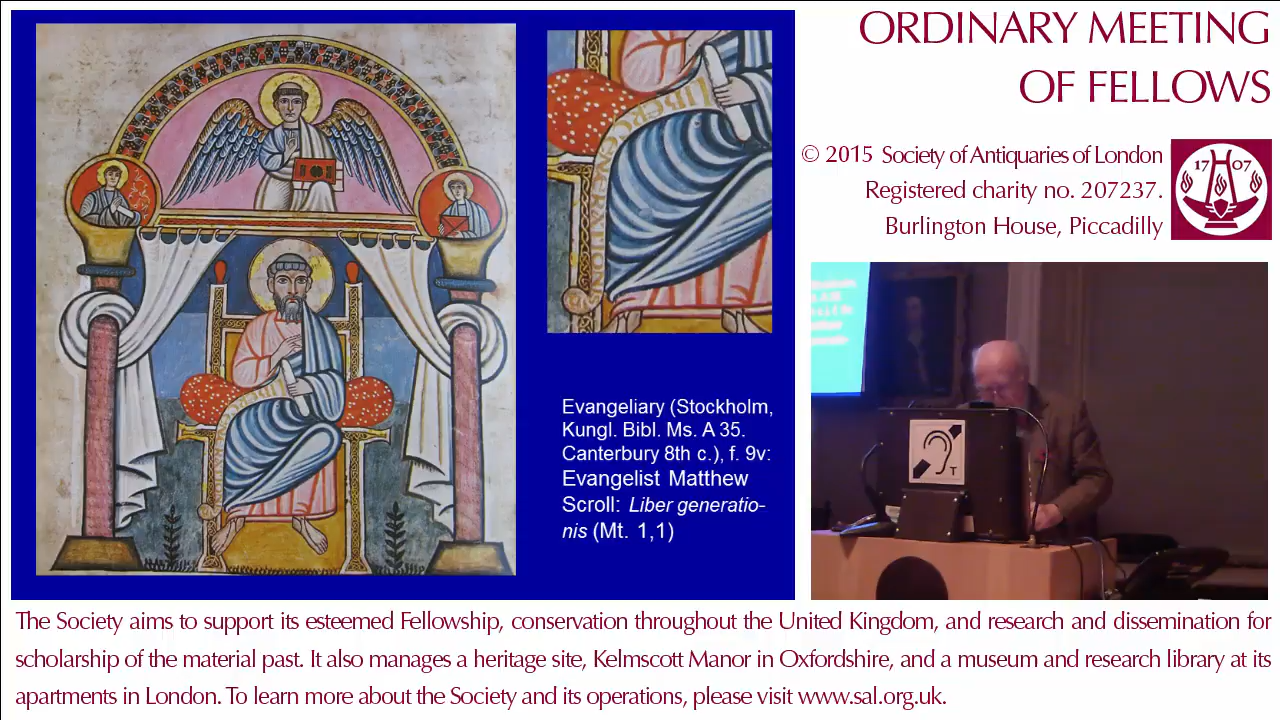 ORDINARY MEETING
OF FELLOWS
© 2015 Society of Antiquaries of London
Registered charity no. 207237.
Burlington House, Piccadilly
17 07
LIBER GENERATIONIS
Evangeliary (Stockholm,
Kungl. Bibl. Ms. A 35.
Canterbury 8th c.), f. 9v:
Evangelist Matthew
Scroll: Liber generatio-
nis (Mt. 1,1)
T
The Society aims to support its esteemed Fellowship, conservation throughout the United Kingdom, and research and dissemination for
scholarship of the material past. It also manages a heritage site, Kelmscott Manor in Oxfordshire, and a museum and research library at its
apartments in London. To learn more about the Society and its operations, please visit www.sal.org.uk.